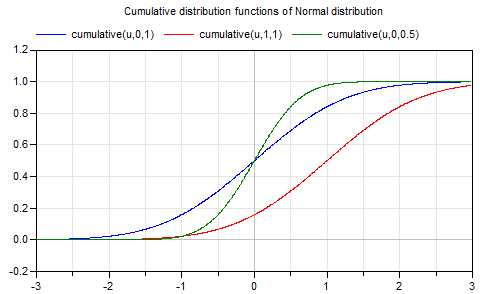 Cumulative distribution functions of Normal distribution
cumulative(u,0,1) cumulative(u,1,1) cumulative(u,0,0.5)
1.2
1.0
0.8
0.6
0.4
0.2
0.0
-0.2
-3 -2 -1 0 1 2 3